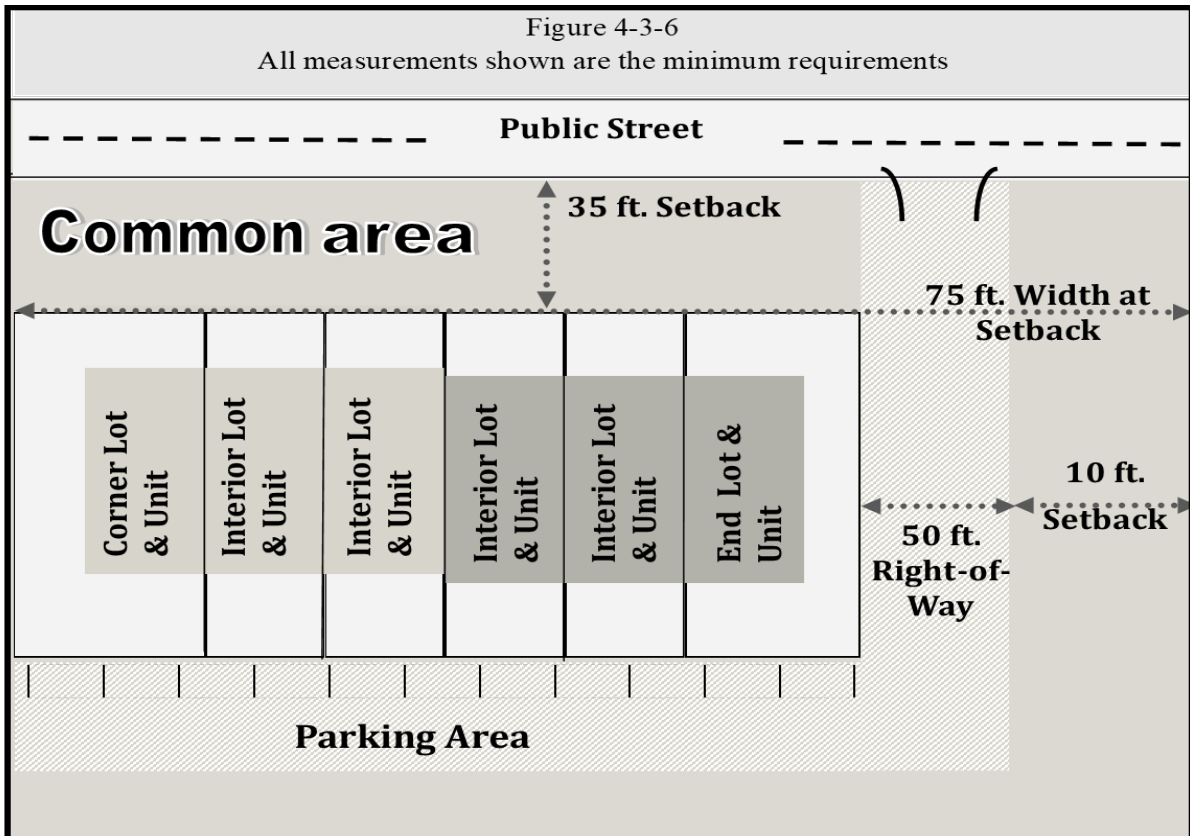 Figure 4-3-6
All measurements shown are the minimum requirements
Public Street
35 ft. Setback
Common area
75 ft. Width at
Setback
Corner Lot
& Unit
Interior Lot
& Unit
Interior Lot
& Unit
Interior Lot
& Unit
Interior Lot
& Unit
End Lot &
Unit
10 ft.
Setback
50 ft.
Right-of-
Way
Parking Area